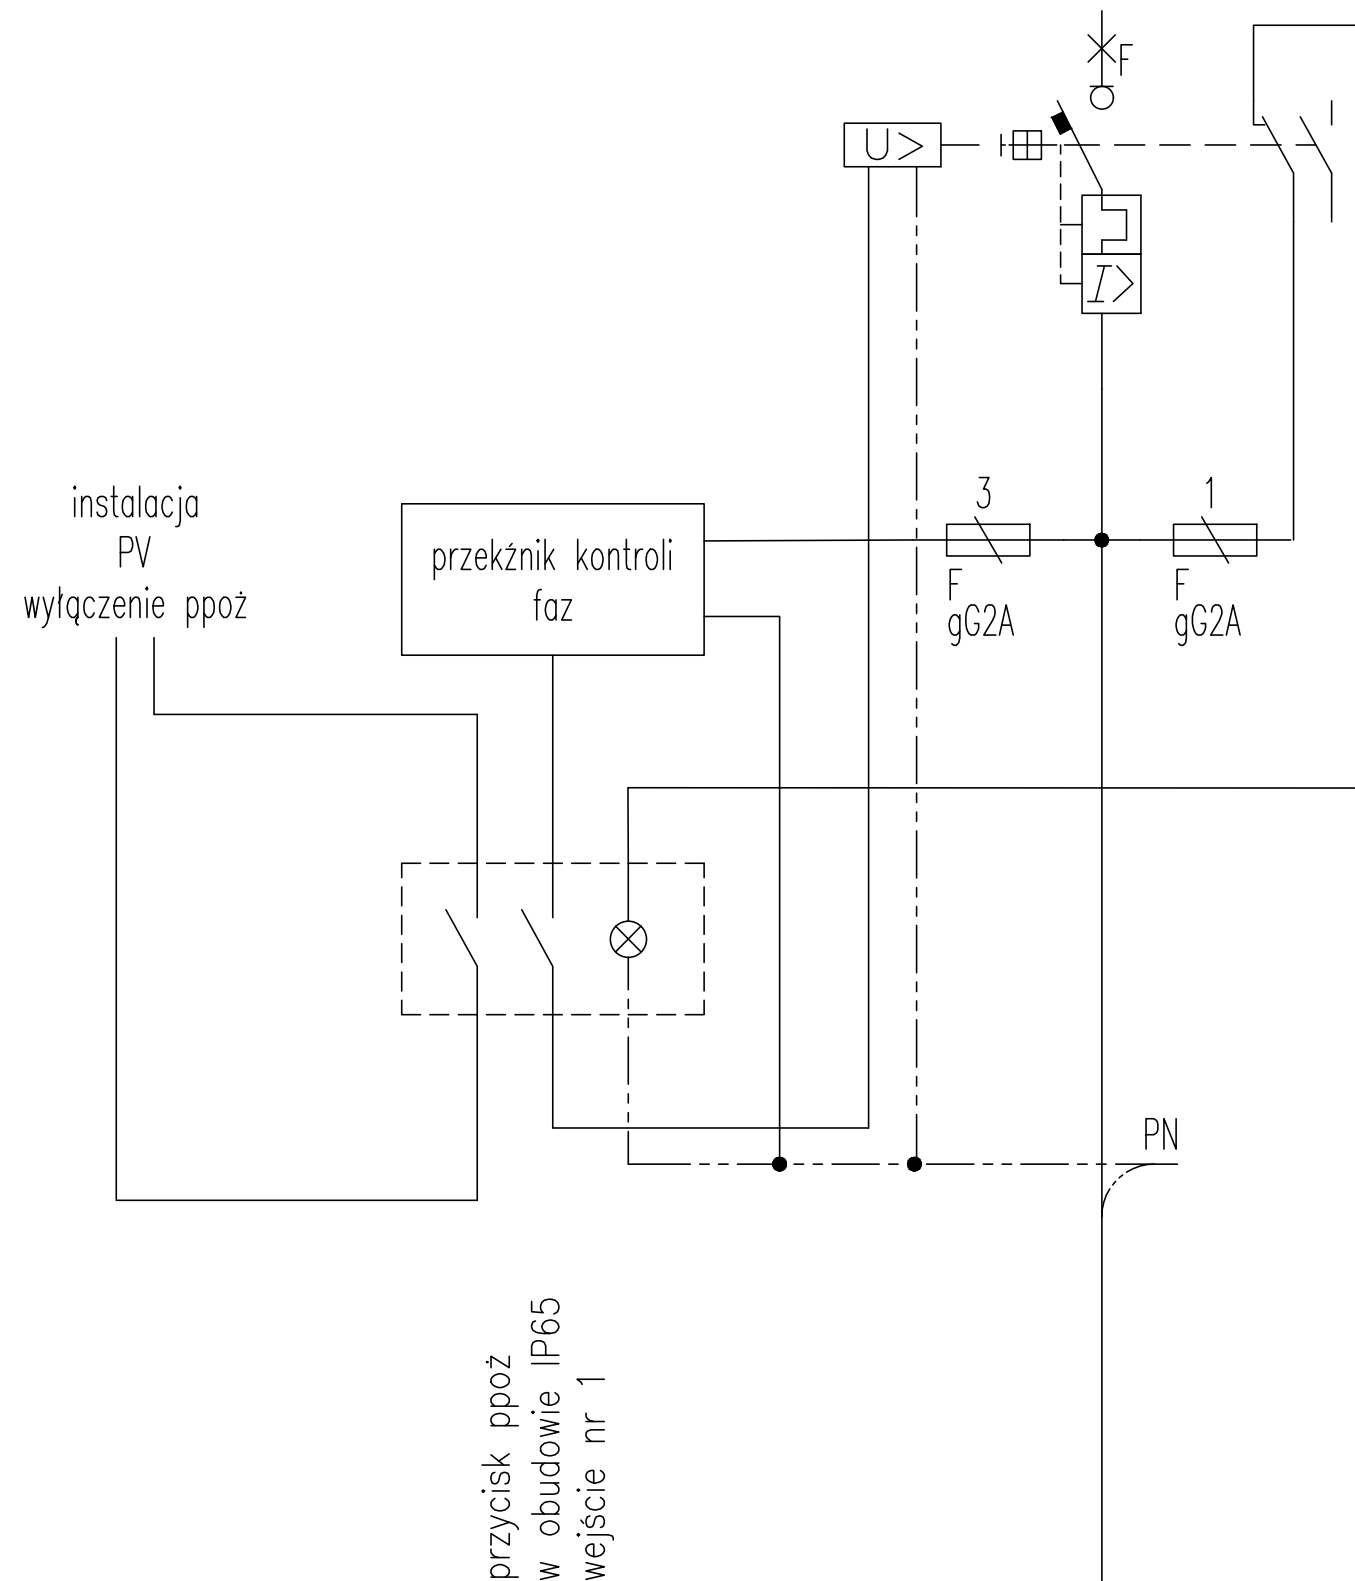 F
U>
I>
3
1
instalacja
PV
wyłączenie ppoż
przekźnik kontroli
faz
F
gG2A
F
gG2A
PN
przycisk ppoż
w obudowie IP65
wejście nr 1